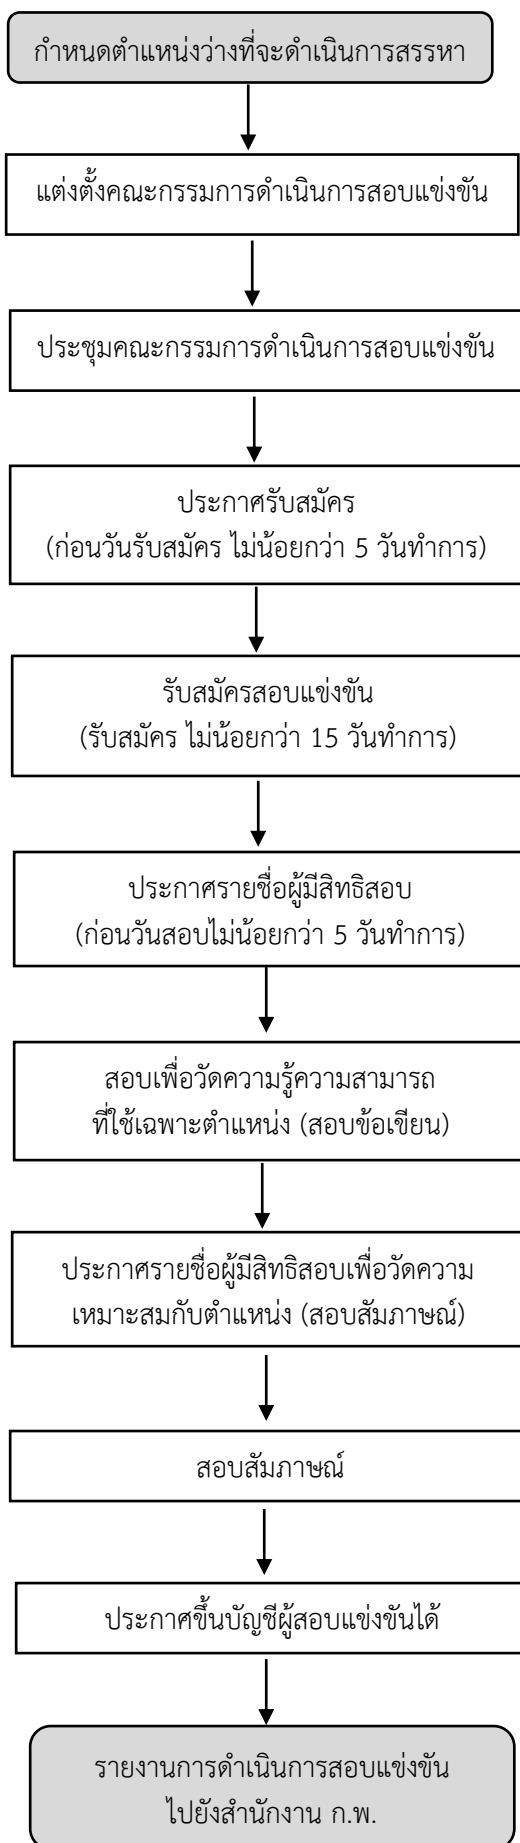 กำหนดตำแหน่งว่างที่จะดำเนินการสรรหา
แต่งตั้งคณะกรรมการดำเนินการสอบแข่งขัน
ประชุมคณะกรรมการดำเนินการสอบแข่งขัน
ประกาศรับสมัคร
(ก่อนวันรับสมัคร ไม่น้อยกว่า 5 วันทำการ)
รับสมัครสอบแข่งขัน
(รับสมัคร ไม่น้อยกว่า 15 วันทำการ)
ประกาศรายชื่อผู้มีสิทธิสอบ
(ก่อนวันสอบไม่น้อยกว่า 5 วันทำการ)
สอบเพื่อวัดความรู้ความสามารถ
ที่ใช้เฉพาะตำแหน่ง (สอบข้อเขียน)
ประกาศรายชื่อผู้มีสิทธิสอบเพื่อวัดความ
เหมาะสมกับตำแหน่ง (สอบสัมภาษณ์)
สอบสัมภาษณ์
ประกาศขึ้นบัญชีผู้สอบแข่งขันได้
รายงานการดำเนินการสอบแข่งขัน
ไปยังสำนักงาน ก.พ.